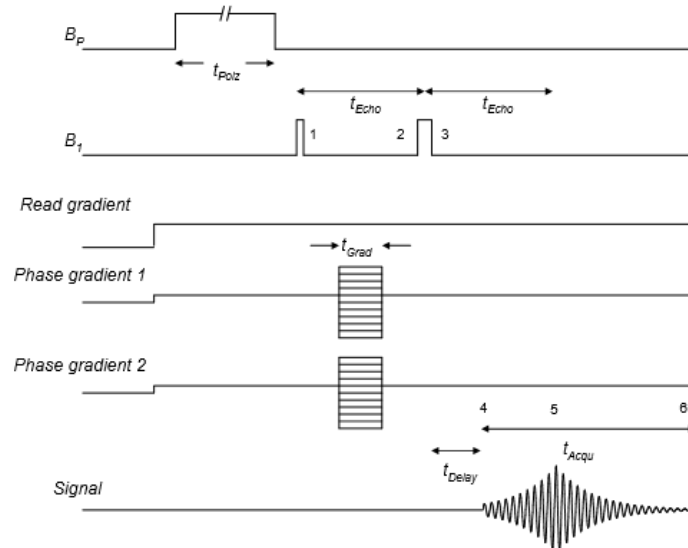 B_P
t_Polz
t_Echo t_Echo
B_1 1 2 3
Read gradient
t_Grad
Phase gradient 1
Phase gradient 2
4 5 6
t_Acqu
t_Delay
Signal